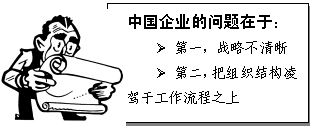 中国企业的问题在于：
➢ 第一，战略不清晰
➢ 第二，把组织结构凌
驾于工作流程之上